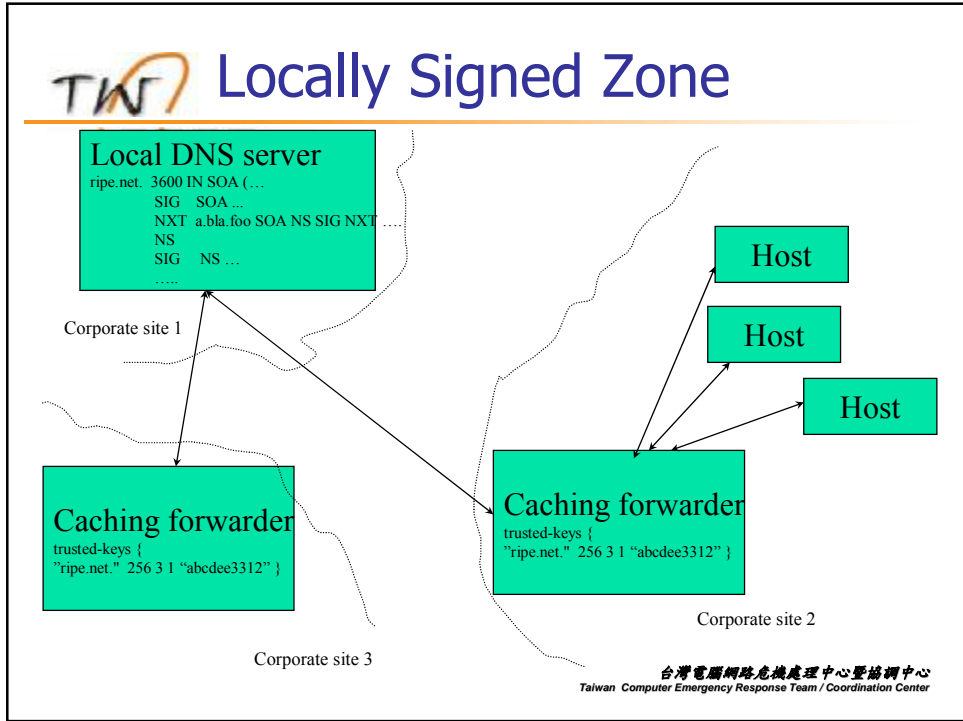 TW
Locally Signed Zone
Local DNS server
ripe.net. 3600 IN SOA (…
SIG SOA ...
NXT a.bla.foo SOA NS SIG NXT ….
NS
SIG NS …
…..
Corporate site 1
Host
Host
Host
Caching forwarder
trusted-keys {
”ripe.net." 256 3 1 “abcdee3312” }
Caching forwarder
trusted-keys {
”ripe.net." 256 3 1 “abcdee3312” }
Corporate site 2
Corporate site 3
台灣電腦網路危機處理中心暨協調中心
Taiwan Computer Emergency Response Team / Coordination Center